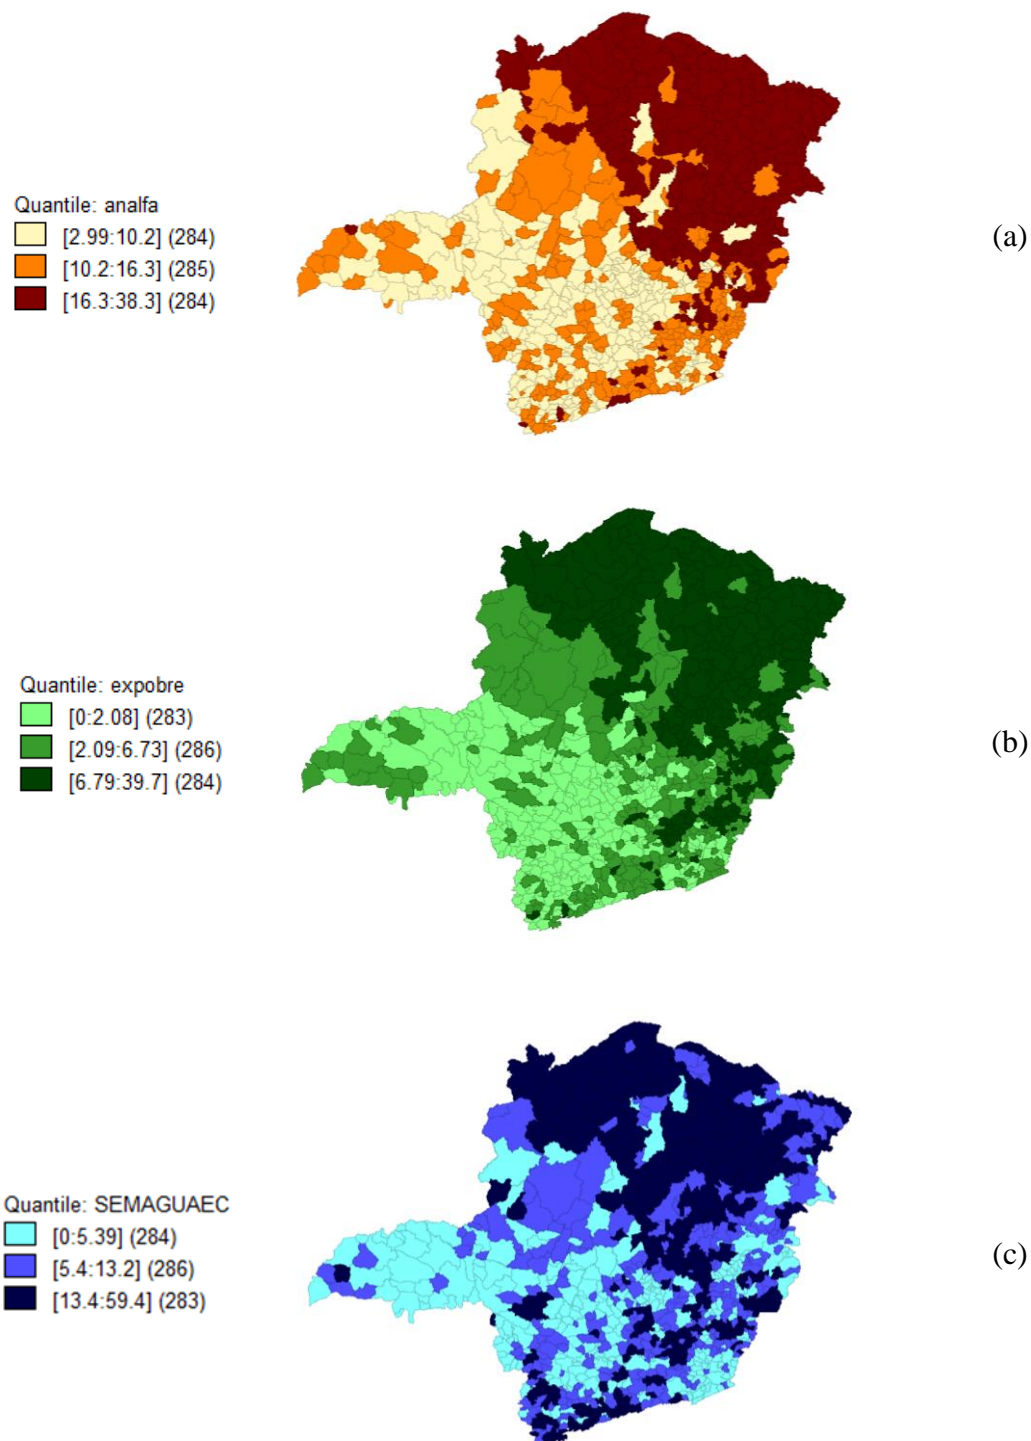 Quantile: analfa
[2.99:10.2] (284)
[10.2:16.3] (285)
[16.3:38.3] (284)
(a)
Quantile: expobre
[0:2.08] (283)
[2.09:6.73] (286)
[6.79:39.7] (284)
(b)
Quantile: SEMAGUAEC
[0:5.39] (284)
[5.4:13.2] (286)
[13.4:59.4] (283)
(c)